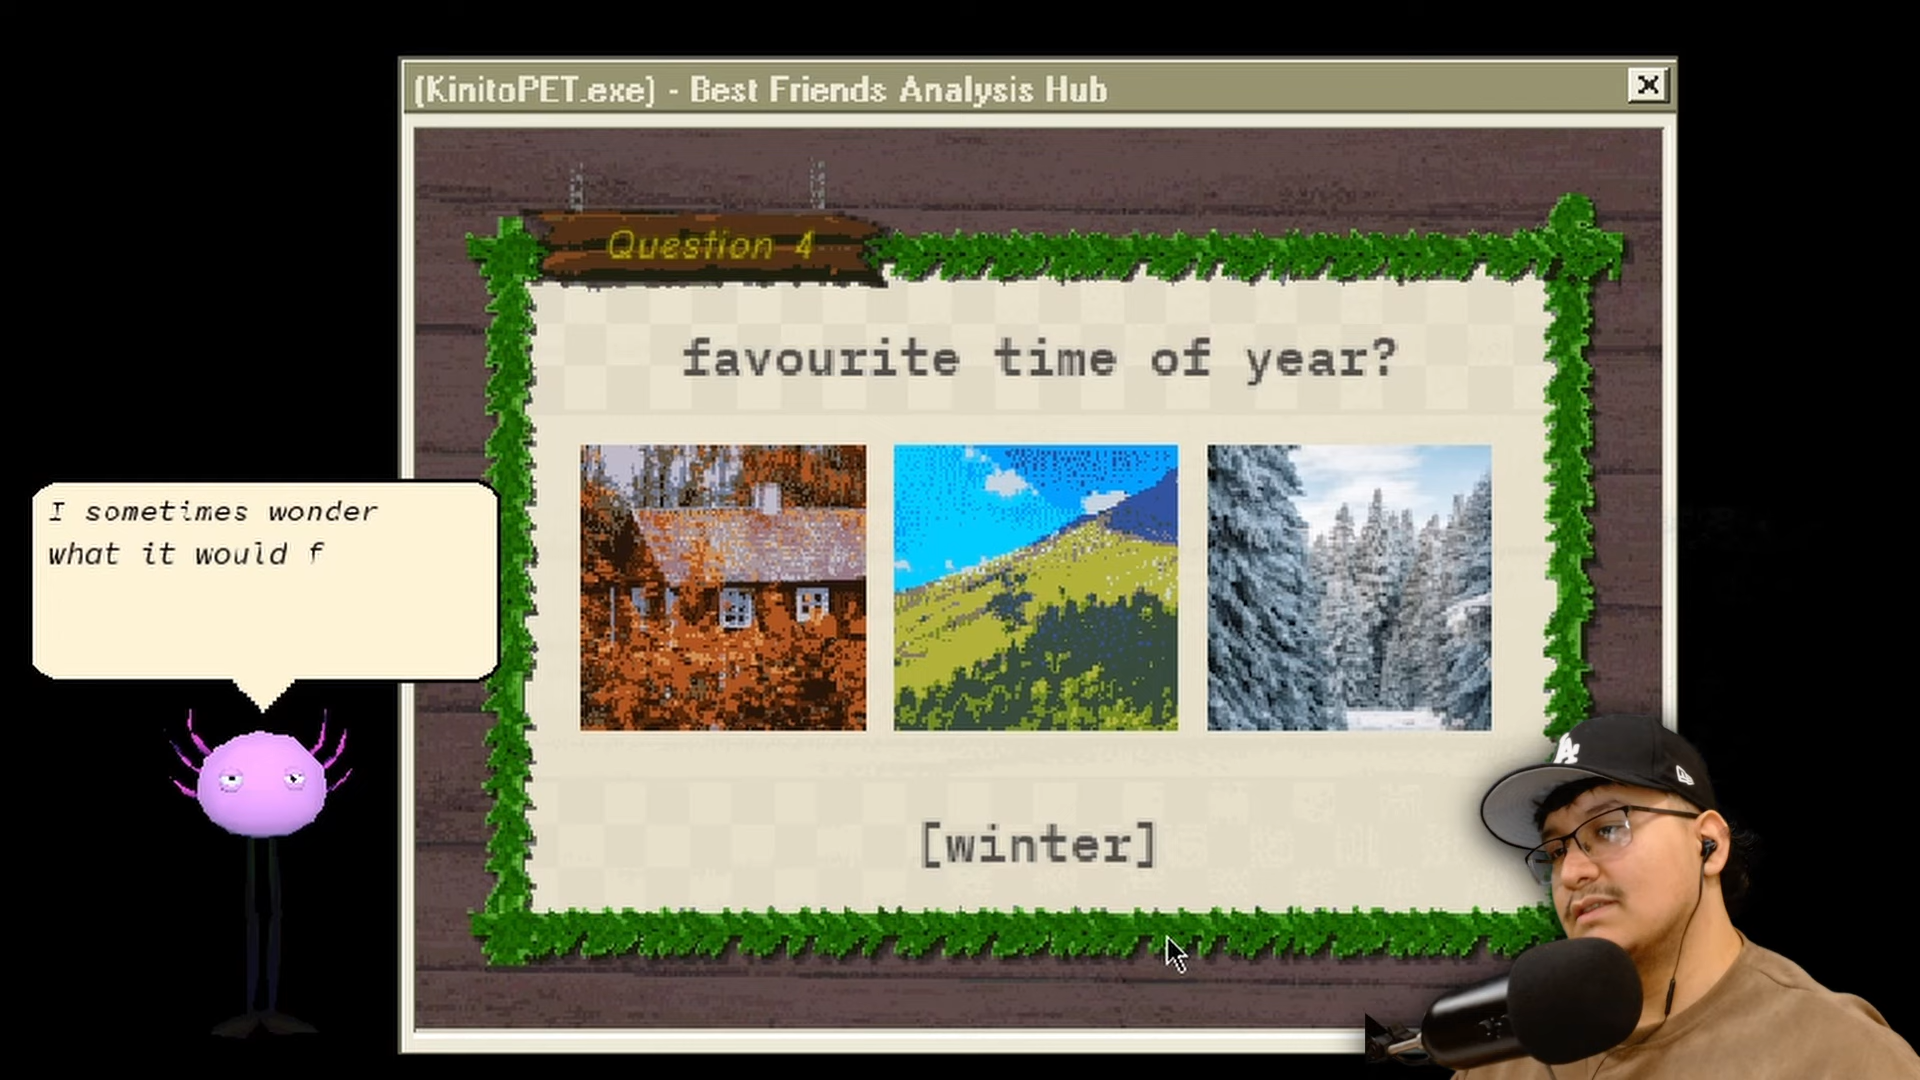 (KinitoPET.exe) - Best Friends Analysis Hub
Question 4
favourite time of year?
I sometimes wonder
what it would f
[winter]